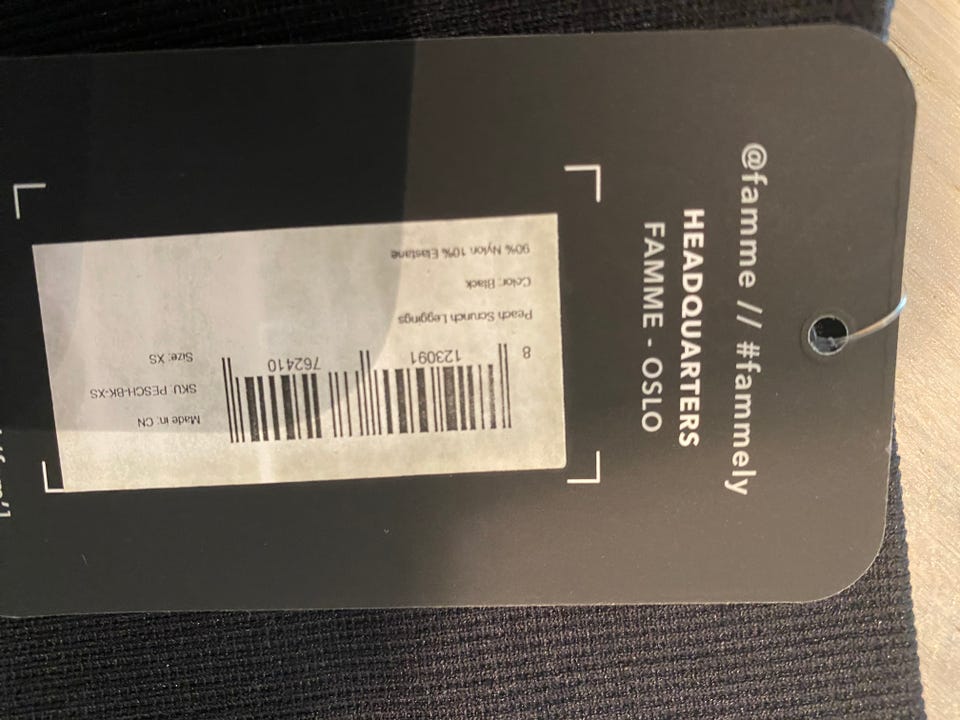 @famme // #fammely
HEADQUARTERS
FAMME - OSLO
8 123091 762410
Made in: CN
SKU: PESCH-BK-XS
Size: XS
Peach Scrunch Leggings
Color: Black
90% Nylon 10% Elastane